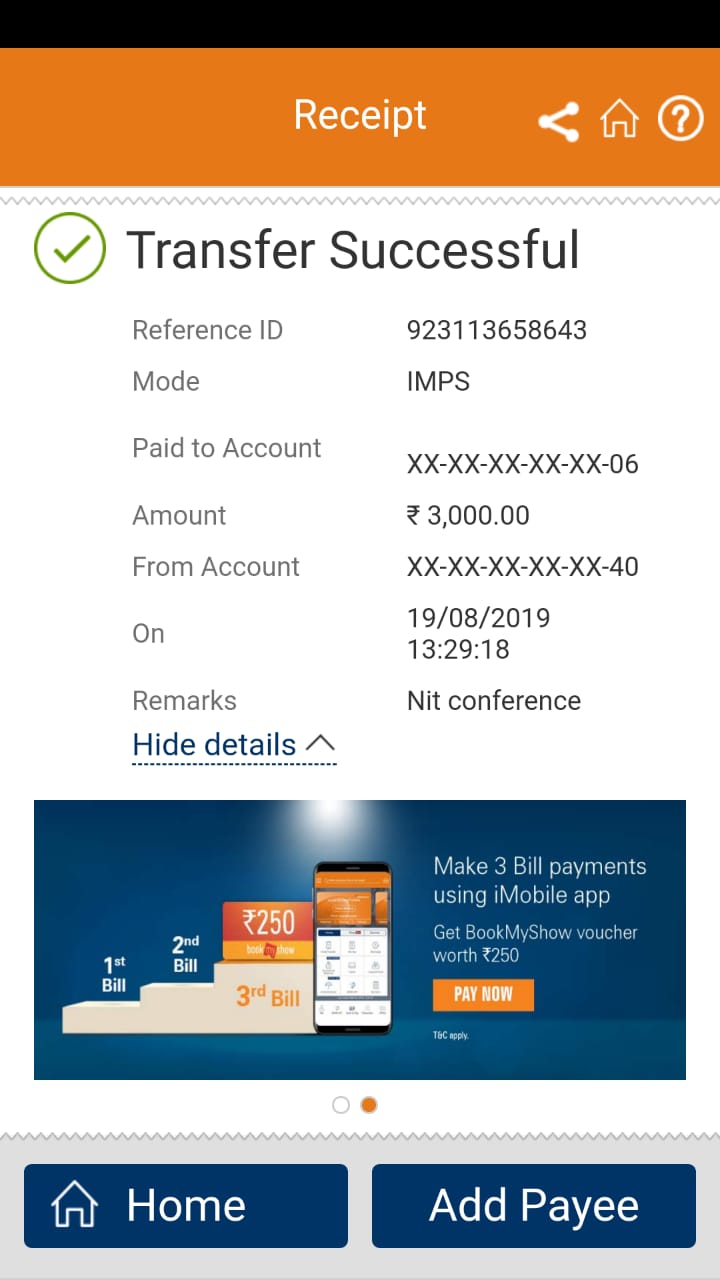 Receipt
Transfer Successful
Reference ID 923113658643
Mode IMPS
Paid to Account XX-XX-XX-XX-XX-06
Amount ₹ 3,000.00
From Account XX-XX-XX-XX-XX-40
On 19/08/2019
13:29:18
Remarks Nit conference
Hide details
1st
Bill
2nd
Bill
₹250
book my show
3rd Bill
Make 3 Bill payments
using iMobile app
Get BookMyShow voucher
worth ₹250
PAY NOW
T&C apply.
Home
Add Payee